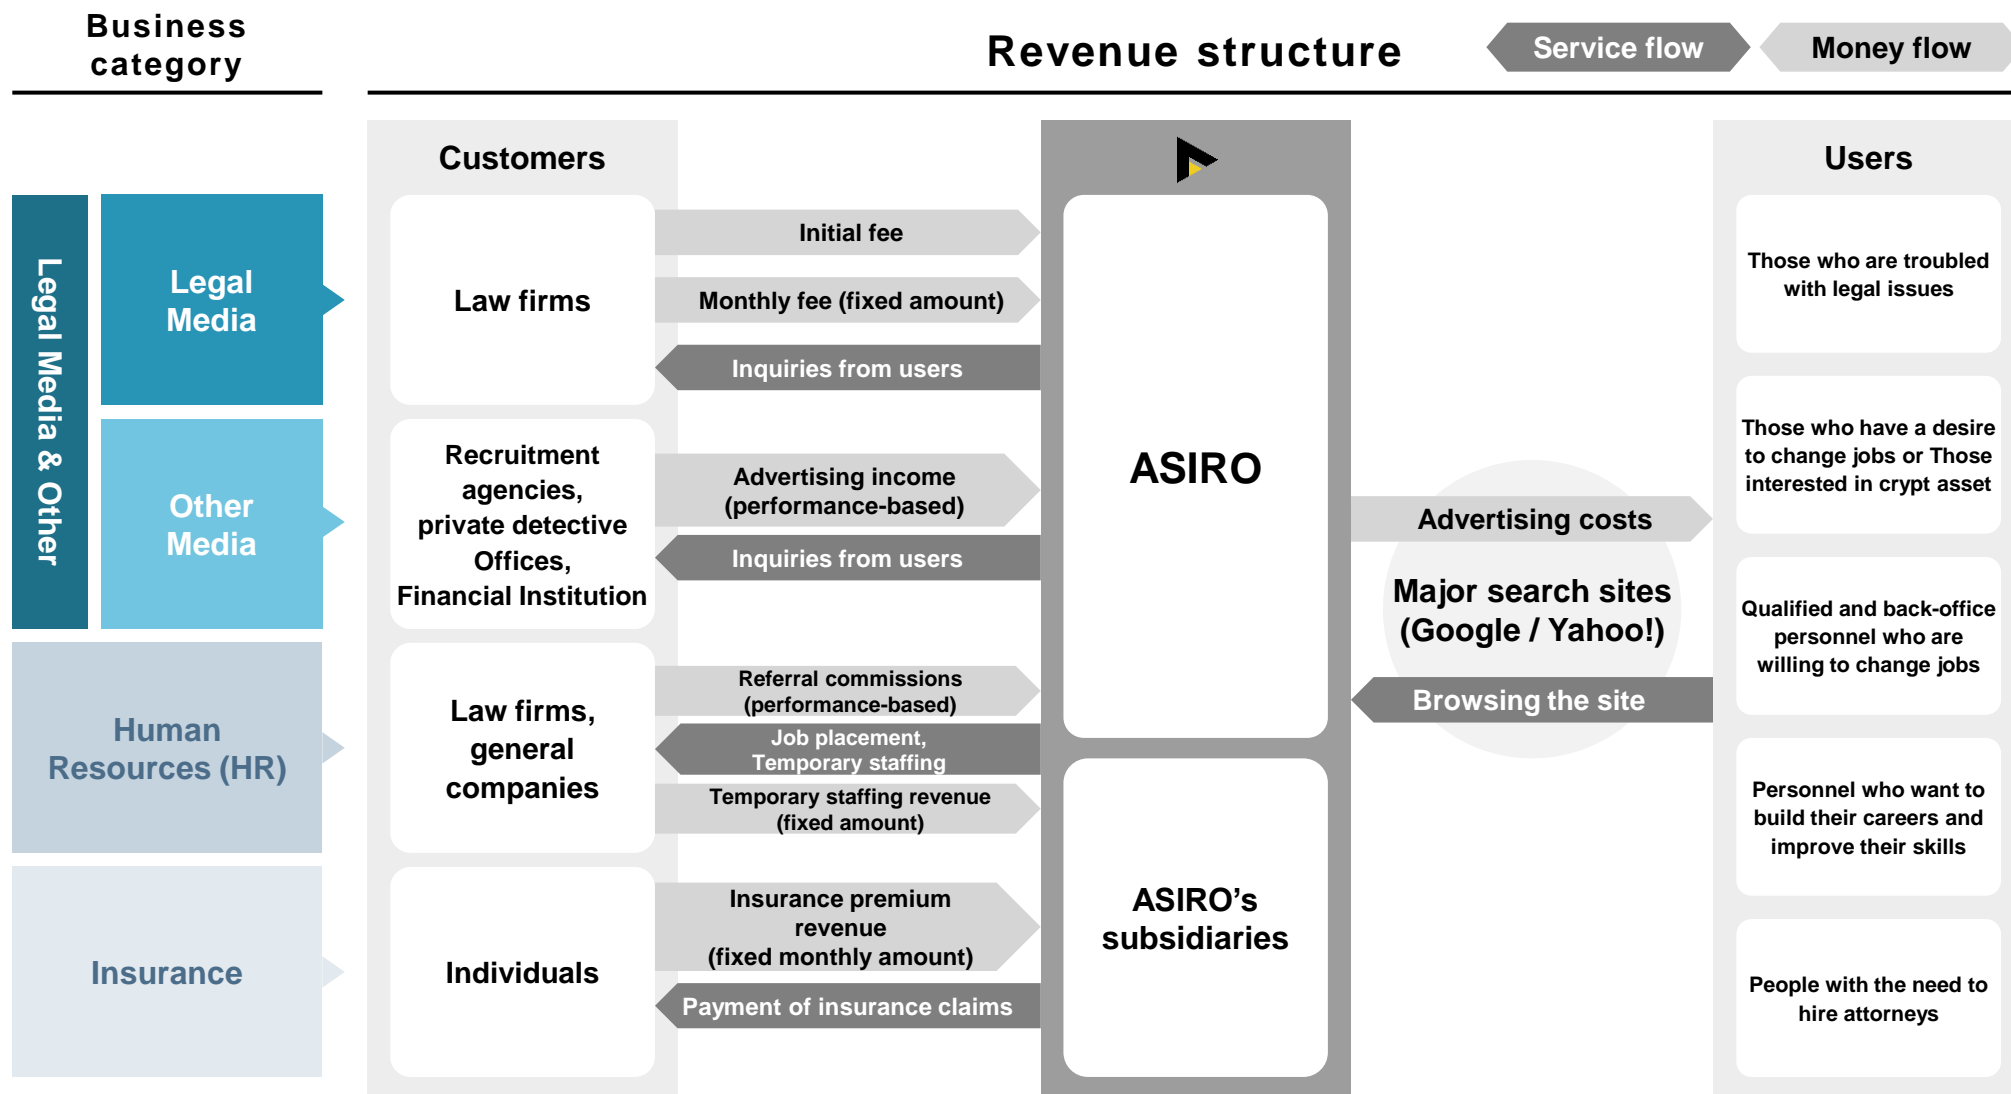 Business
category
Revenue structure
Service flow
Money flow
Customers
Users
Legal Media & Other
Legal
Media
Law firms
Initial fee
Monthly fee (fixed amount)
Inquiries from users
Other
Media
Recruitment
agencies,
private detective
Offices,
Financial Institution
Advertising income
(performance-based)
Inquiries from users
Human
Resources (HR)
Law firms,
general
companies
Referral commissions
(performance-based)
Job placement,
Temporary staffing
Temporary staffing revenue
(fixed amount)
Insurance
Individuals
Insurance premium
revenue
(fixed monthly amount)
Payment of insurance claims
ASIRO
ASIRO’s
subsidiaries
Advertising costs
Major search sites
(Google / Yahoo!)
Browsing the site
Those who are troubled
with legal issues
Those who have a desire
to change jobs or Those
interested in crypt asset
Qualified and back-office
personnel who are
willing to change jobs
Personnel who want to
build their careers and
improve their skills
People with the need to
hire attorneys